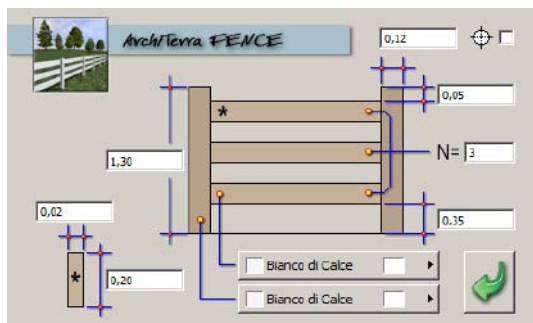 ArchiTerra FENCE
0,12
0,05
*
1,30
N= 3
0,02
0,35
*
0,20
Bianco di Calce
Bianco di Calce